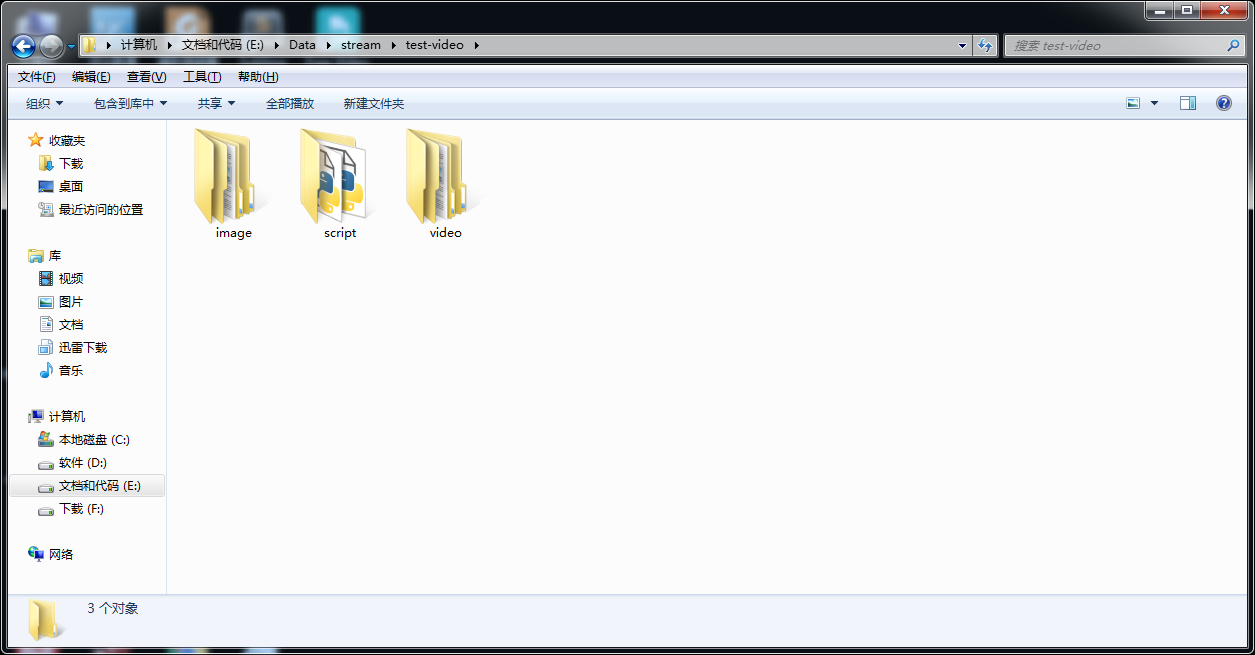 计算机 文档和代码 (E:) Data stream test-video
搜索 test-video
文件(F) 编辑(E) 查看(V) 工具(T) 帮助(H)
组织 包含到库中 共享 全部播放 新建文件夹
收藏夹
下载
桌面
最近访问的位置
库
视频
图片
文档
迅雷下载
音乐
计算机
本地磁盘 (C:)
软件 (D:)
文档和代码 (E:)
下载 (F:)
网络
image script video
3 个对象